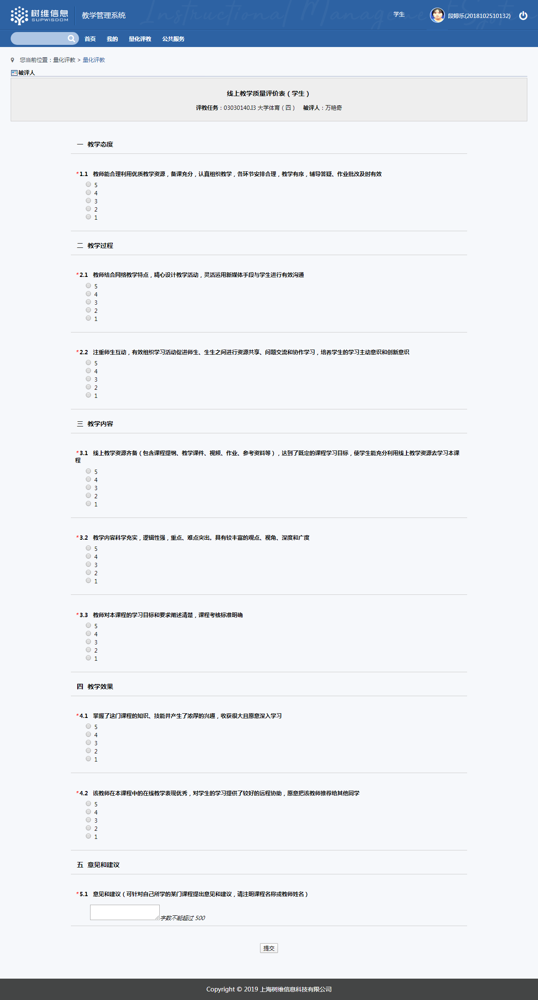 树维信息
SUPWISDOM
教学管理系统
Instructional Management Syst
学生
段婷乐(2018102510132)
首页 我的 量化评教 公共服务
您当前位置：量化评教 > 量化评教
被评人
线上教学质量评价表（学生）
评教任务：03030140.I3 大学体育（四） 被评人：万艳奇
一 教学态度
*1.1 教师能合理利用优质教学资源，备课充分，认真组织教学，各环节安排合理，教学有序，辅导答疑、作业批改及时有效
5
4
3
2
1
二 教学过程
*2.1 教师结合网络教学特点，精心设计教学活动，灵活运用新媒体手段与学生进行有效沟通
5
4
3
2
1
*2.2 注重师生互动，有效组织学习活动促进师生、生生之间进行资源共享、问题交流和协作学习，培养学生的学习主动意识和创新意识
5
4
3
2
1
三 教学内容
*3.1 线上教学资源齐备（包含课程提纲、教学课件、视频、作业、参考资料等），达到了既定的课程学习目标，使学生能充分利用线上教学资源去学习本课
程
5
4
3
2
1
*3.2 教学内容科学充实，逻辑性强，重点、难点突出。具有较丰富的观点、视角、深度和广度
5
4
3
2
1
*3.3 教师对本课程的学习目标和要求阐述清楚，课程考核标准明确
5
4
3
2
1
四 教学效果
*4.1 掌握了这门课程的知识、技能并产生了浓厚的兴趣，收获很大且愿意深入学习
5
4
3
2
1
*4.2 该教师在本课程中的在线教学表现优秀，对学生的学习提供了较好的远程协助，愿意把该教师推荐给其他同学
5
4
3
2
1
五 意见和建议
*5.1 意见和建议（可针对自己所学的某门课程提出意见和建议，请注明课程名称或教师姓名）
字数不能超过 500
提交
Copyright © 2019 上海树维信息科技有限公司